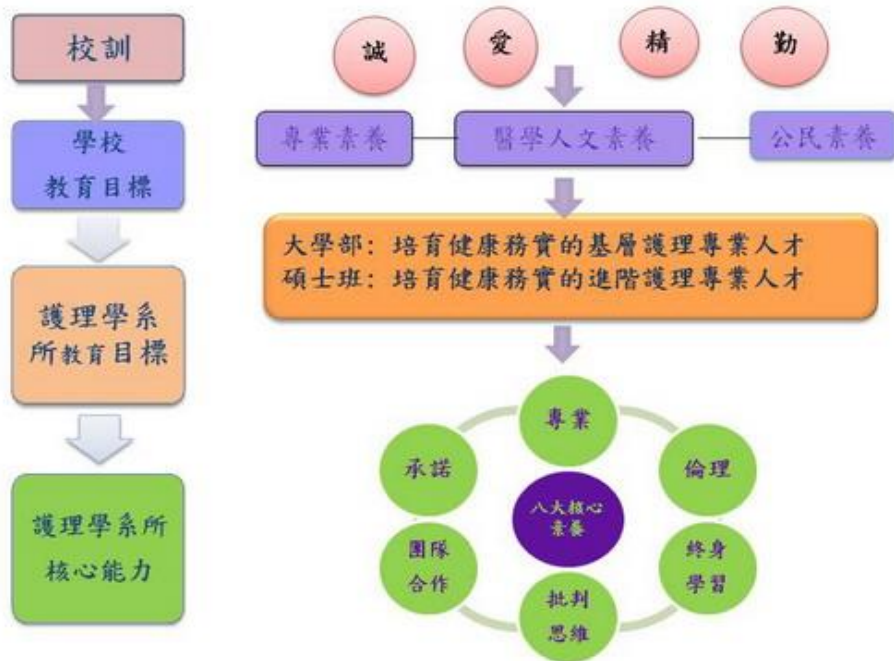 校訓
誠
愛
精
勤
學校
教育目標
專業素養
醫學人文素養
公民素養
護理學系
所教育目標
大學部：培育健康務實的基層護理專業人才
碩士班：培育健康務實的進階護理專業人才
護理學系所
核心能力
專業
承諾
倫理
八大核心
素養
團隊
合作
終身
學習
批判
思維